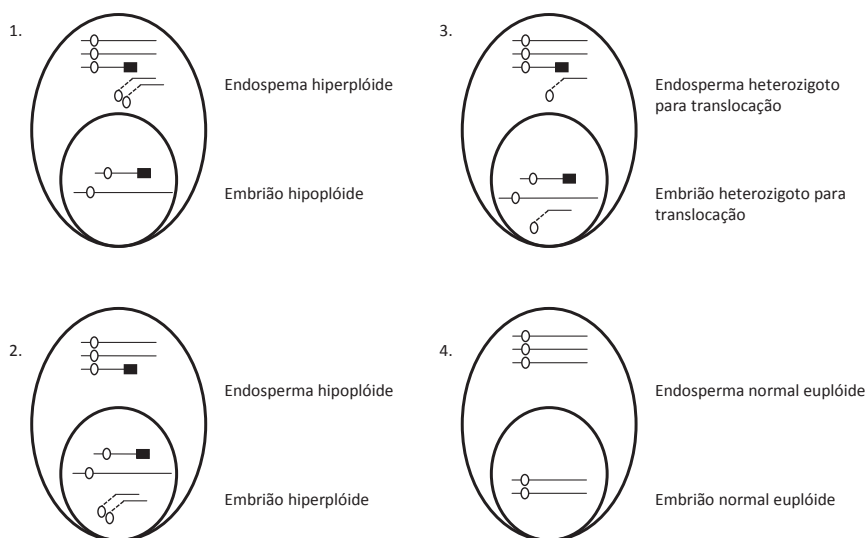 1.
Endospema hiperplóide
Embrião hipoplóide
3.
Endosperma heterozigoto
para translocação
Embrião heterozigoto para
translocação
2.
Endosperma hipoplóide
Embrião hiperplóide
4.
Endosperma normal euplóide
Embrião normal euplóide